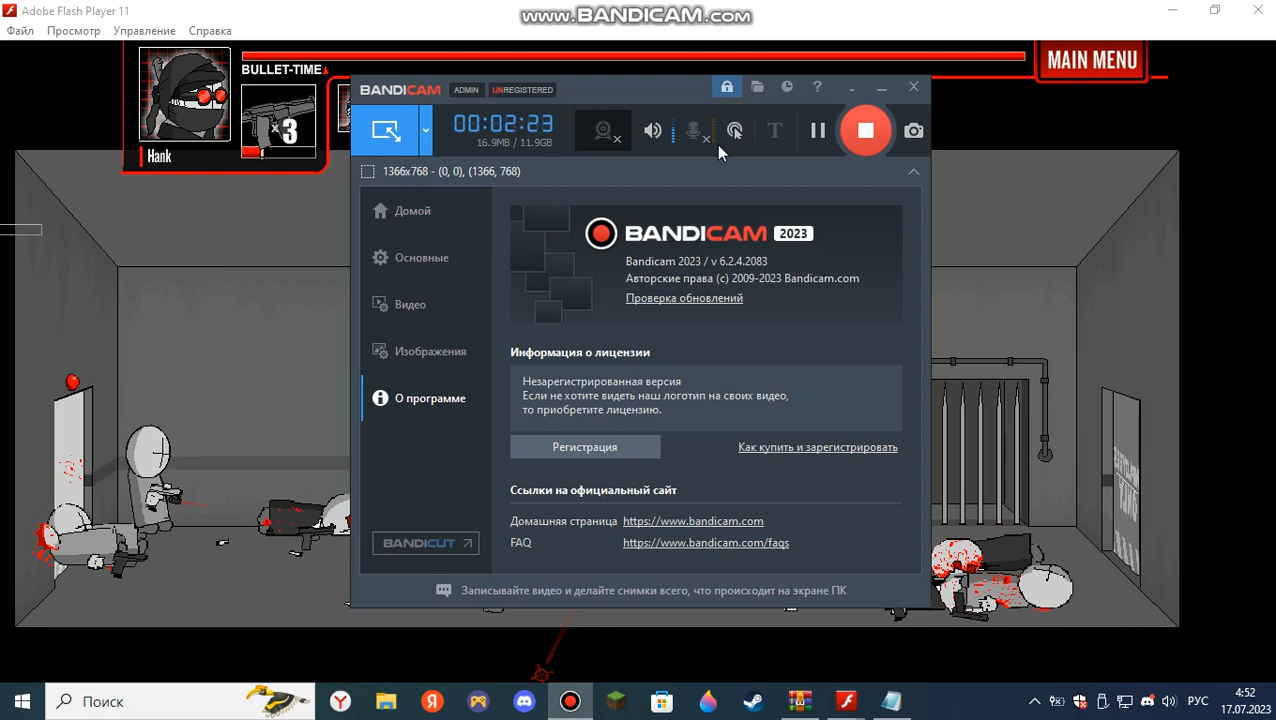 Adobe Flash Player 11
www.BANDICAM.com
Файл Просмотр Управление Справка
BULLET-TIME
MAIN MENU
x3
Hank
BANDICAM ADMIN UNREGISTERED
00:02:23
16.9MB / 11.9GB
1366x768 - (0, 0), (1366, 768)
Домой
Основные
Видео
Изображения
О программе
BANDICUT
BANDICAM 2023
Bandicam 2023 / v 6.2.4.2083
Авторские права (c) 2009-2023 Bandicam.com
Проверка обновлений
Информация о лицензии
Незарегистрированная версия
Если не хотите видеть наш логотип на своих видео,
то приобретите лицензию.
Регистрация
Как купить и зарегистрировать
Ссылки на официальный сайт
Домашняя страница https://www.bandicam.com
FAQ https://www.bandicam.com/faqs
Записывайте видео и делайте снимки всего, что происходит на экране ПК
Поиск
РУС
4:52
17.07.2023